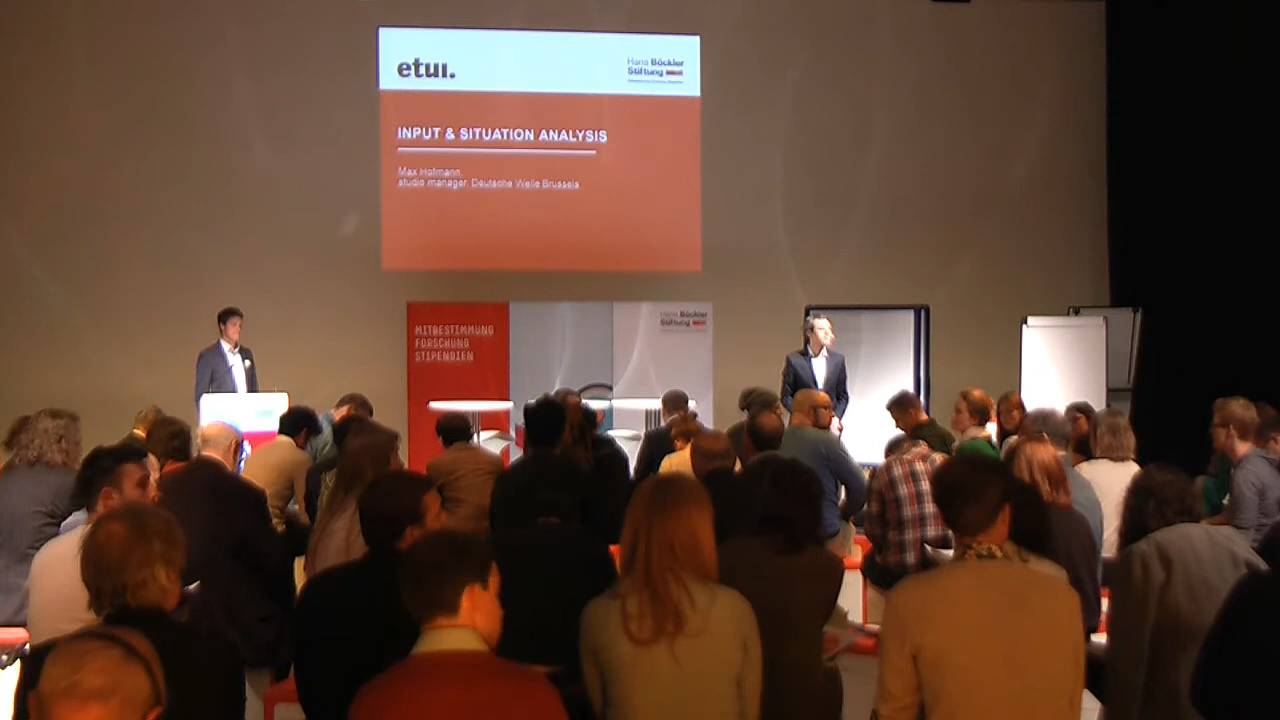 etui.
Hans Böckler
Stiftung
INPUT & SITUATION ANALYSIS
Max Hofmann,
studio manager, Deutsche Welle Brussels
MITBESTIMMUNG
FORSCHUNG
STIPENDIEN
Hans Böckler
Stiftung